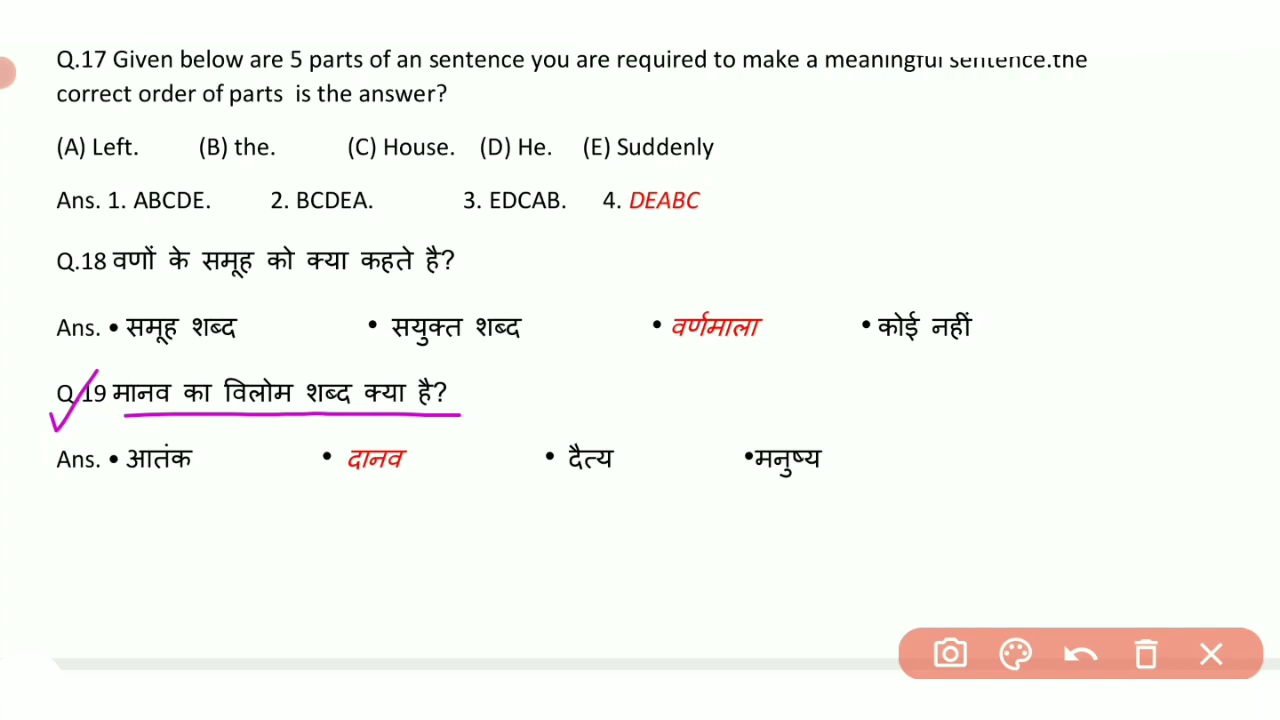 Q.17 Given below are 5 parts of an sentence you are required to make a meaningful sentence.the
correct order of parts is the answer?
(A) Left. (B) the. (C) House. (D) He. (E) Suddenly
Ans. 1. ABCDE. 2. BCDEA. 3. EDCAB. 4. DEABC
Q.18 वणों के समूह को क्या कहते है?
Ans. • समूह शब्द • सयुक्त शब्द • वर्णमाला • कोई नहीं
Q.19 मानव का विलोम शब्द क्या है?
Ans. • आतंक • दानव • दैत्य •मनुष्य